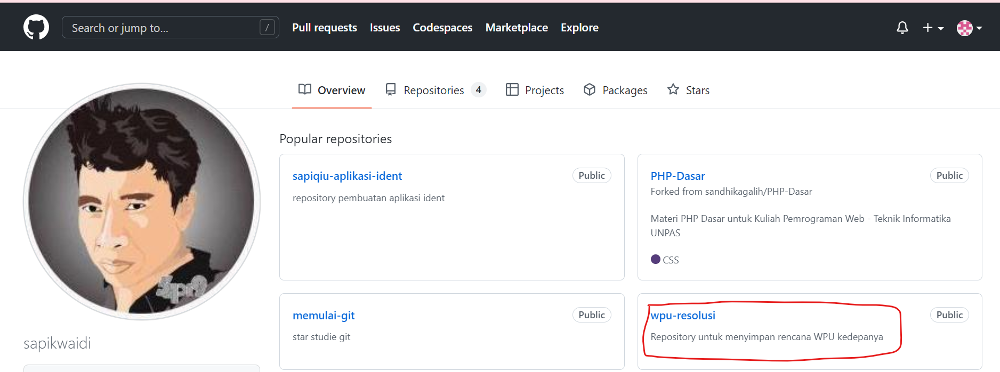 Search or jump to...
/
Pull requests
Issues
Codespaces
Marketplace
Explore
Overview
Repositories 4
Projects
Packages
Stars
sapikwaidi
Popular repositories
sapiqiu-aplikasi-ident
Public
repository pembuatan aplikasi ident
PHP-Dasar
Public
Forked from sandhikagalih/PHP-Dasar
Materi PHP Dasar untuk Kuliah Pemrograman Web - Teknik Informatika
UNPAS
CSS
memulai-git
Public
star studie git
wpu-resolusi
Public
Repository untuk menyimpan rencana WPU kedepanya